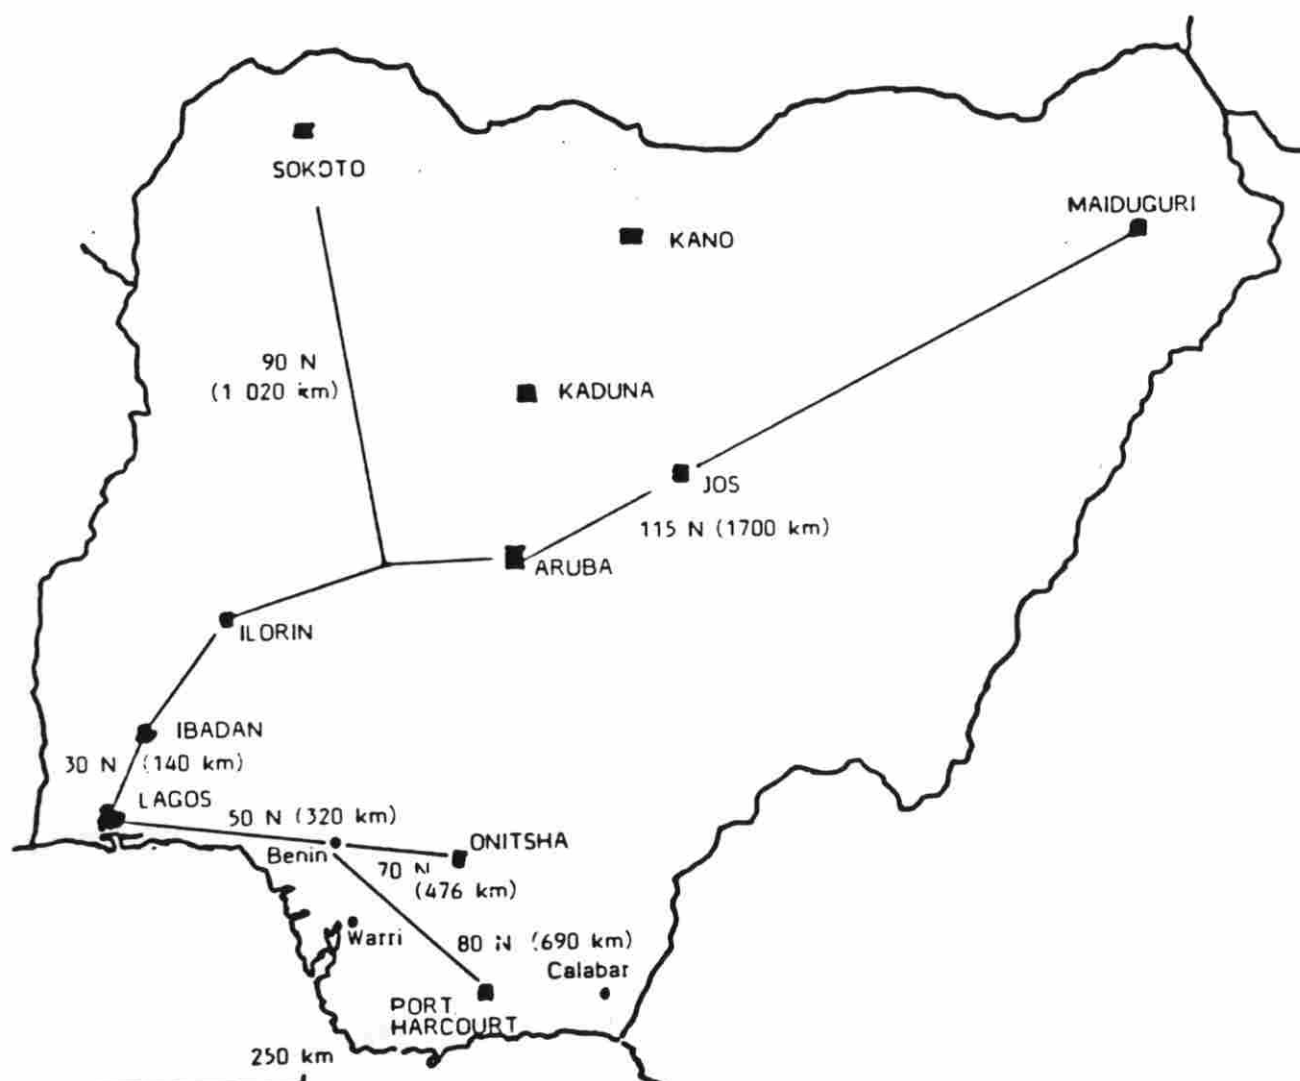 SOKOTO
MAIDUGURI
KANO
90 N
(1 020 km)
KADUNA
JOS
115 N (1700 km)
ARUBA
ILORIN
IBADAN
30 N (140 km)
LAGOS
50 N (320 km)
ONITSHA
Benin
70 N
(476 km)
Warri
80 N (690 km)
Calabar
PORT
HARCOURT
250 km